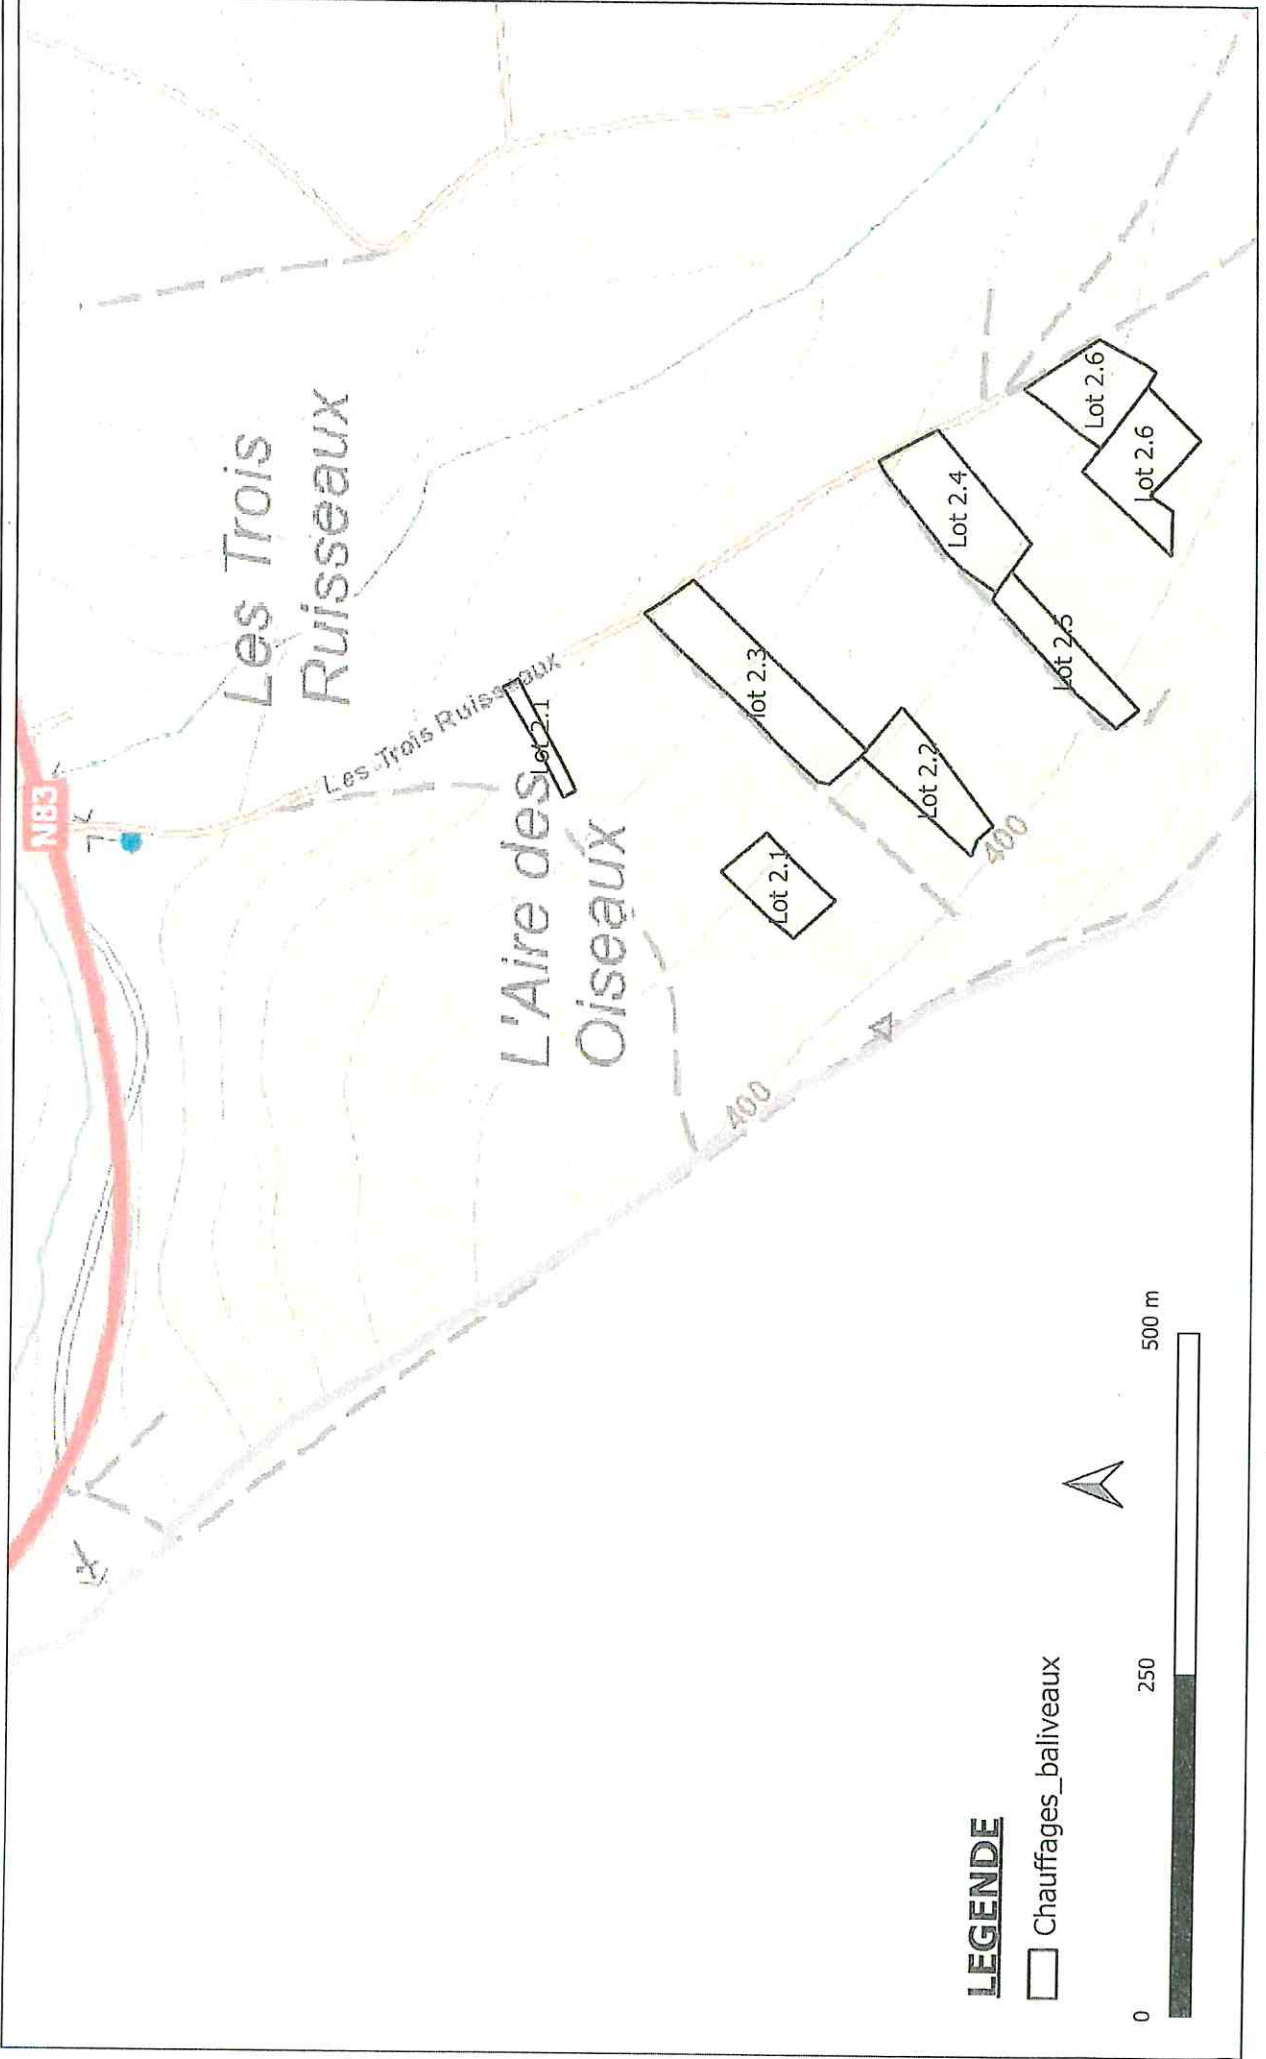 N83
Les Trois
Ruisseaux
Les Trois Ruisseaux
L'Aire des
Oiseaux
Lot 2.1
lot 2.3
Lot 2.1
Lot 2.2
400
400
Lot 2.4
Lot 2.5
Lot 2.6
Lot 2.6
LEGENDE
Chauffages_baliveaux
0
250
500 m